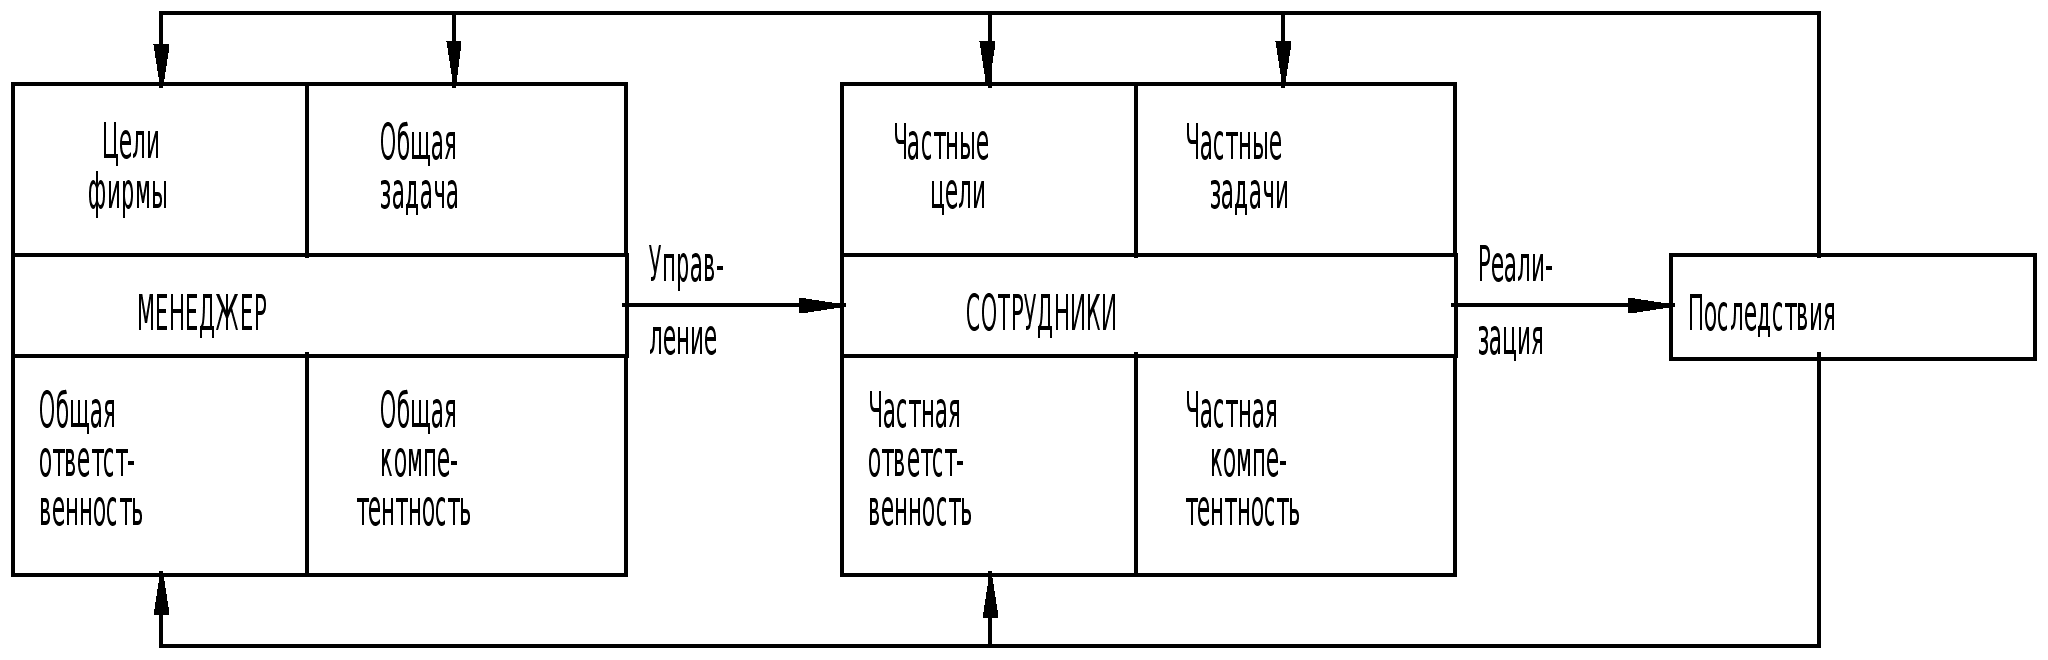 Цели
фирмы
Общая
задача
Частные
цели
Частные
задачи
МЕНЕДЖЕР
Управ-
ление
СОТРУДНИКИ
Реали-
зация
Последствия
Общая
ответст-
венность
Общая
компе-
тентность
Частная
ответст-
венность
Частная
компе-
тентность